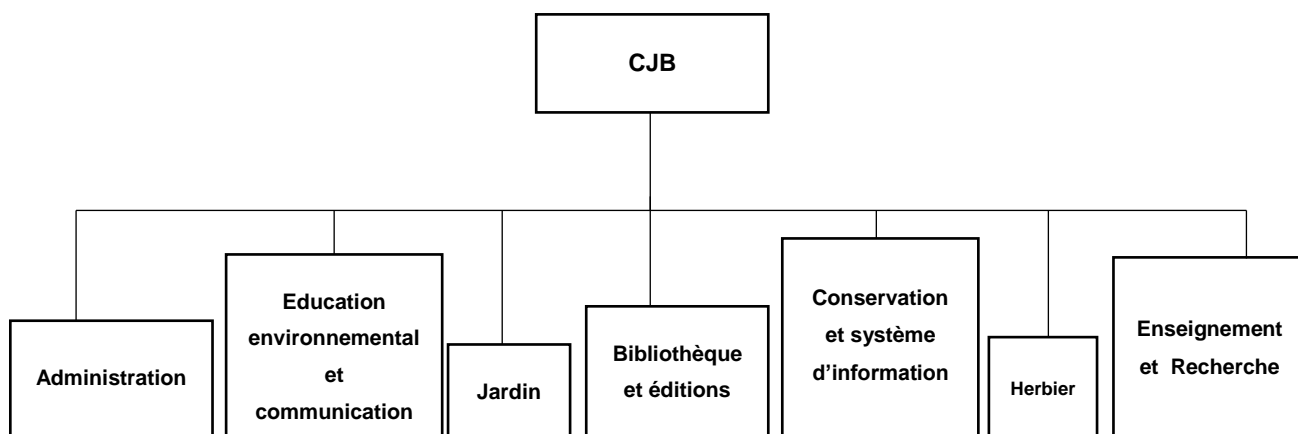 CJB
Administration
Education
environnemental
et
communication
Jardin
Bibliothèque
et éditions
Conservation
et système
d’information
Herbier
Enseignement
et Recherche